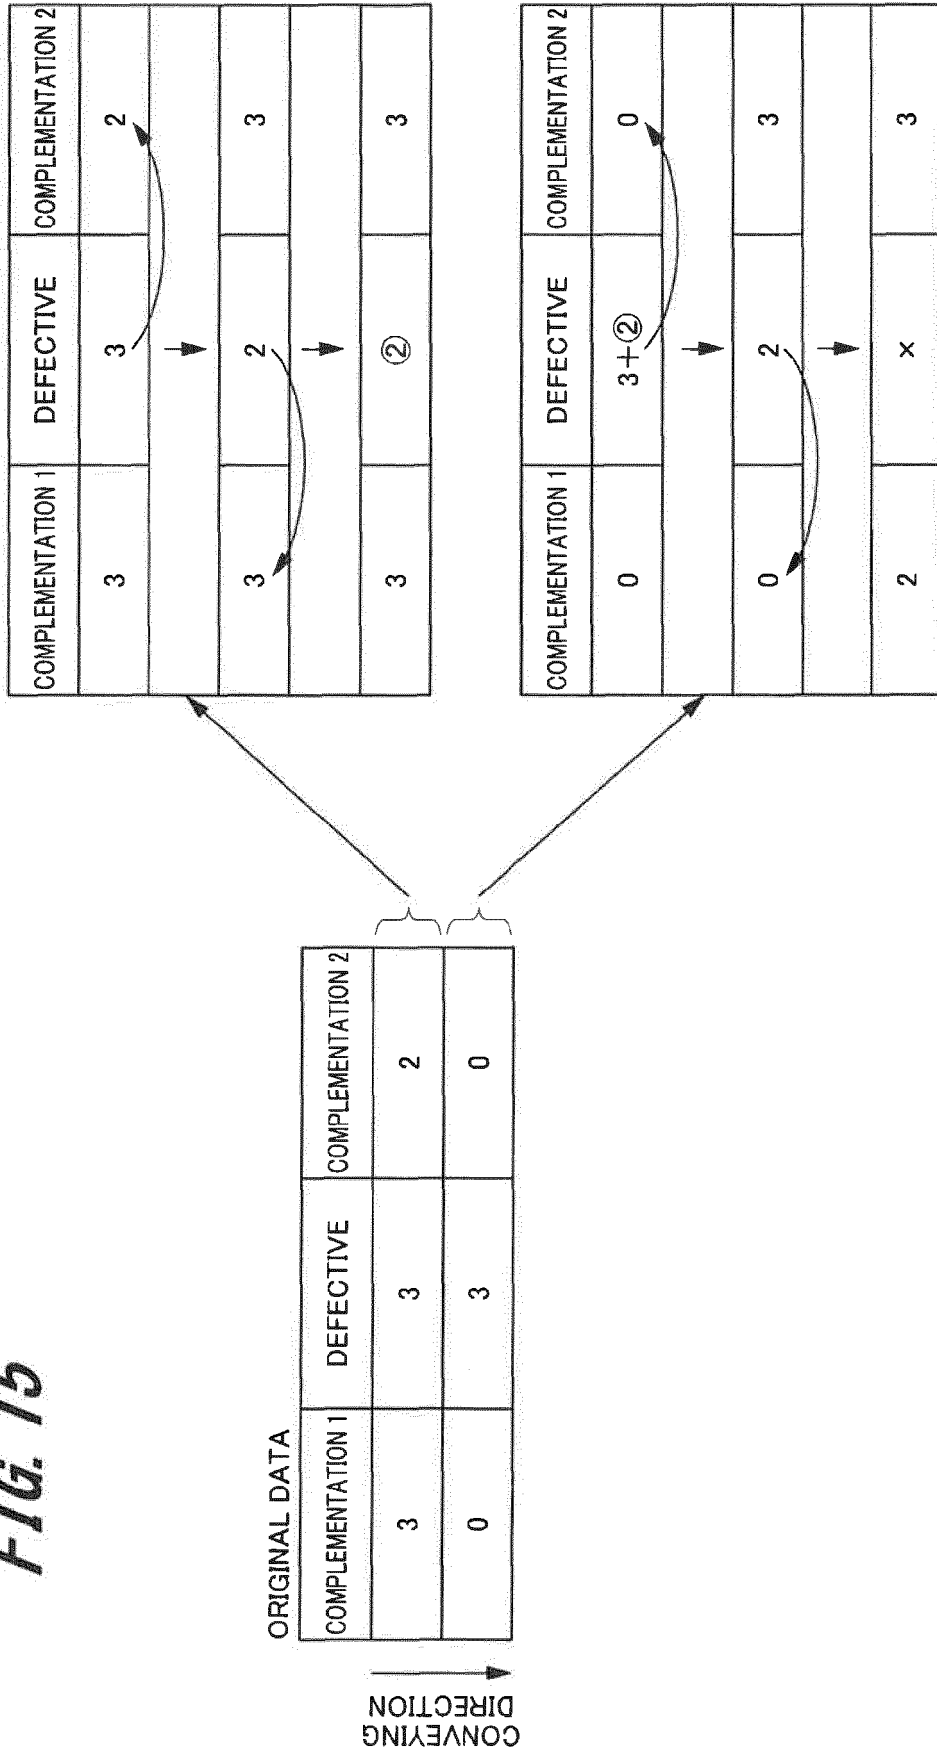 FIG. 15
ORIGINAL DATA
COMPLEMENTATION 1 DEFECTIVE COMPLEMENTATION 2
3 3 2
0 3 0
CONVEYING
DIRECTION
COMPLEMENTATION 1 DEFECTIVE COMPLEMENTATION 2
3 3 2
3 2 3
3 ② 3
COMPLEMENTATION 1 DEFECTIVE COMPLEMENTATION 2
0 3+② 0
0 2 3
2 × 3